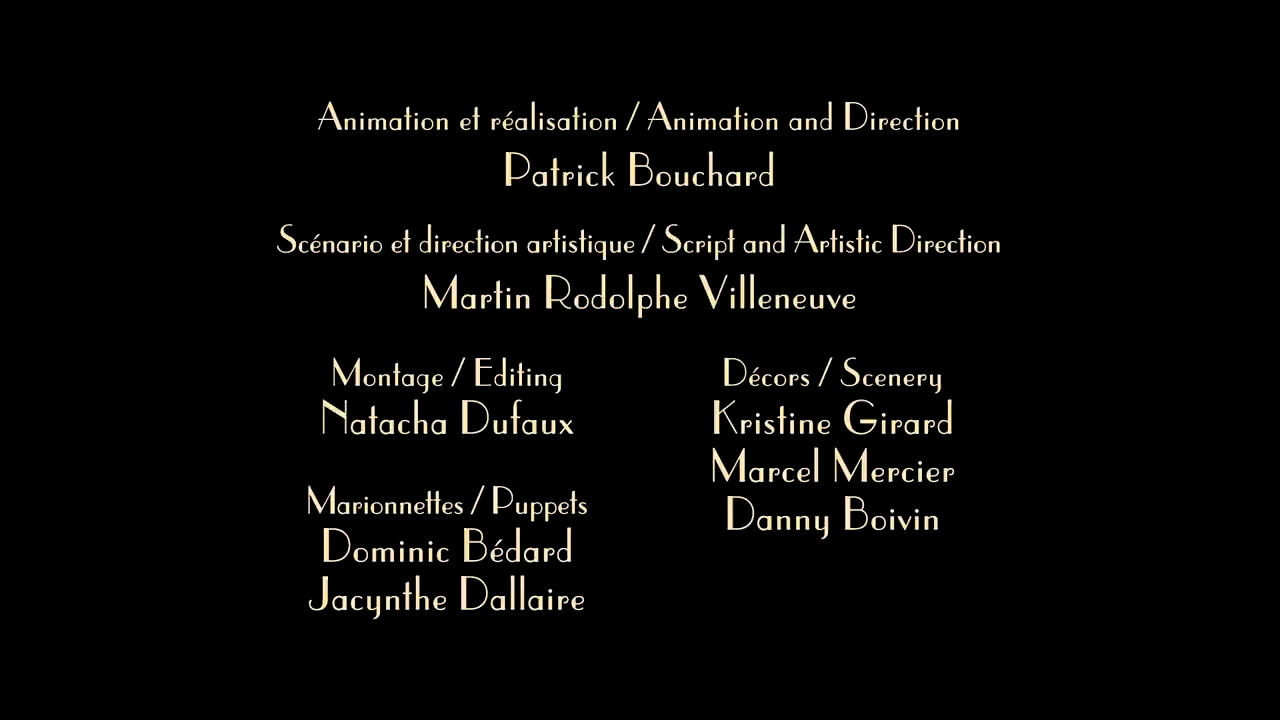 Animation et réalisation / Animation and Direction
Patrick Bouchard
Scénario et direction artistique / Script and Artistic Direction
Martin Rodolphe Villeneuve
Montage / Editing
Natacha Dufaux
Marionnettes / Puppets
Dominic Bédard
Jacynthe Dallaire
Décors / Scenery
Kristine Girard
Marcel Mercier
Danny Boivin